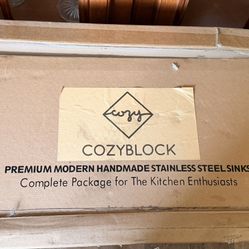 cozy
COZYBLOCK
PREMIUM MODERN HANDMADE STAINLESS STEEL SINKS
Complete Package for The Kitchen Enthusiasts